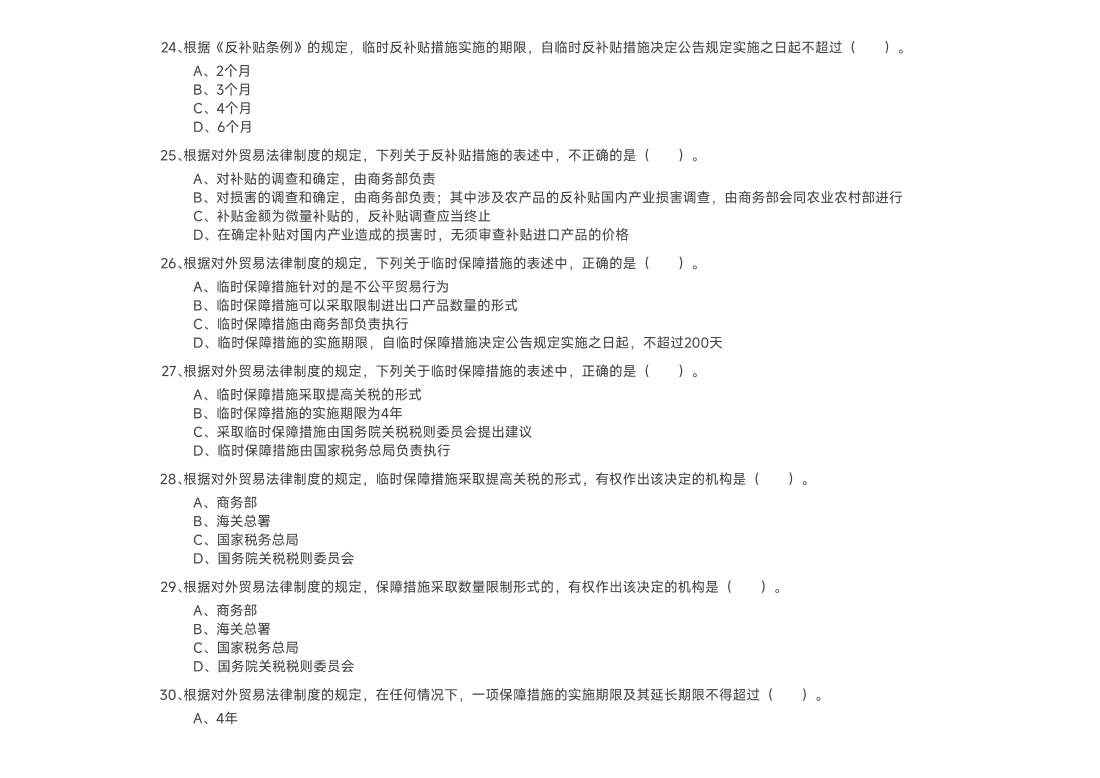 24、根据《反补贴条例》的规定，临时反补贴措施实施的期限，自临时反补贴措施决定公告规定实施之日起不超过（　　）。
A、2个月
B、3个月
C、4个月
D、6个月
25、根据对外贸易法律制度的规定，下列关于反补贴措施的表述中，不正确的是（　　）。
A、对补贴的调查和确定，由商务部负责
B、对损害的调查和确定，由商务部负责；其中涉及农产品的反补贴国内产业损害调查，由商务部会同农业农村部进行
C、补贴金额为微量补贴的，反补贴调查应当终止
D、在确定补贴对国内产业造成的损害时，无须审查补贴进口产品的价格
26、根据对外贸易法律制度的规定，下列关于临时保障措施的表述中，正确的是（　　）。
A、临时保障措施针对的是不公平贸易行为
B、临时保障措施可以采取限制进出口产品数量的形式
C、临时保障措施由商务部负责执行
D、临时保障措施的实施期限，自临时保障措施决定公告规定实施之日起，不超过200天
27、根据对外贸易法律制度的规定，下列关于临时保障措施的表述中，正确的是（　　）。
A、临时保障措施采取提高关税的形式
B、临时保障措施的实施期限为4年
C、采取临时保障措施由国务院关税税则委员会提出建议
D、临时保障措施由国家税务总局负责执行
28、根据对外贸易法律制度的规定，临时保障措施采取提高关税的形式，有权作出该决定的机构是（　　）。
A、商务部
B、海关总署
C、国家税务总局
D、国务院关税税则委员会
29、根据对外贸易法律制度的规定，保障措施采取数量限制形式的，有权作出该决定的机构是（　　）。
A、商务部
B、海关总署
C、国家税务总局
D、国务院关税税则委员会
30、根据对外贸易法律制度的规定，在任何情况下，一项保障措施的实施期限及其延长期限不得超过（　　）。
A、4年